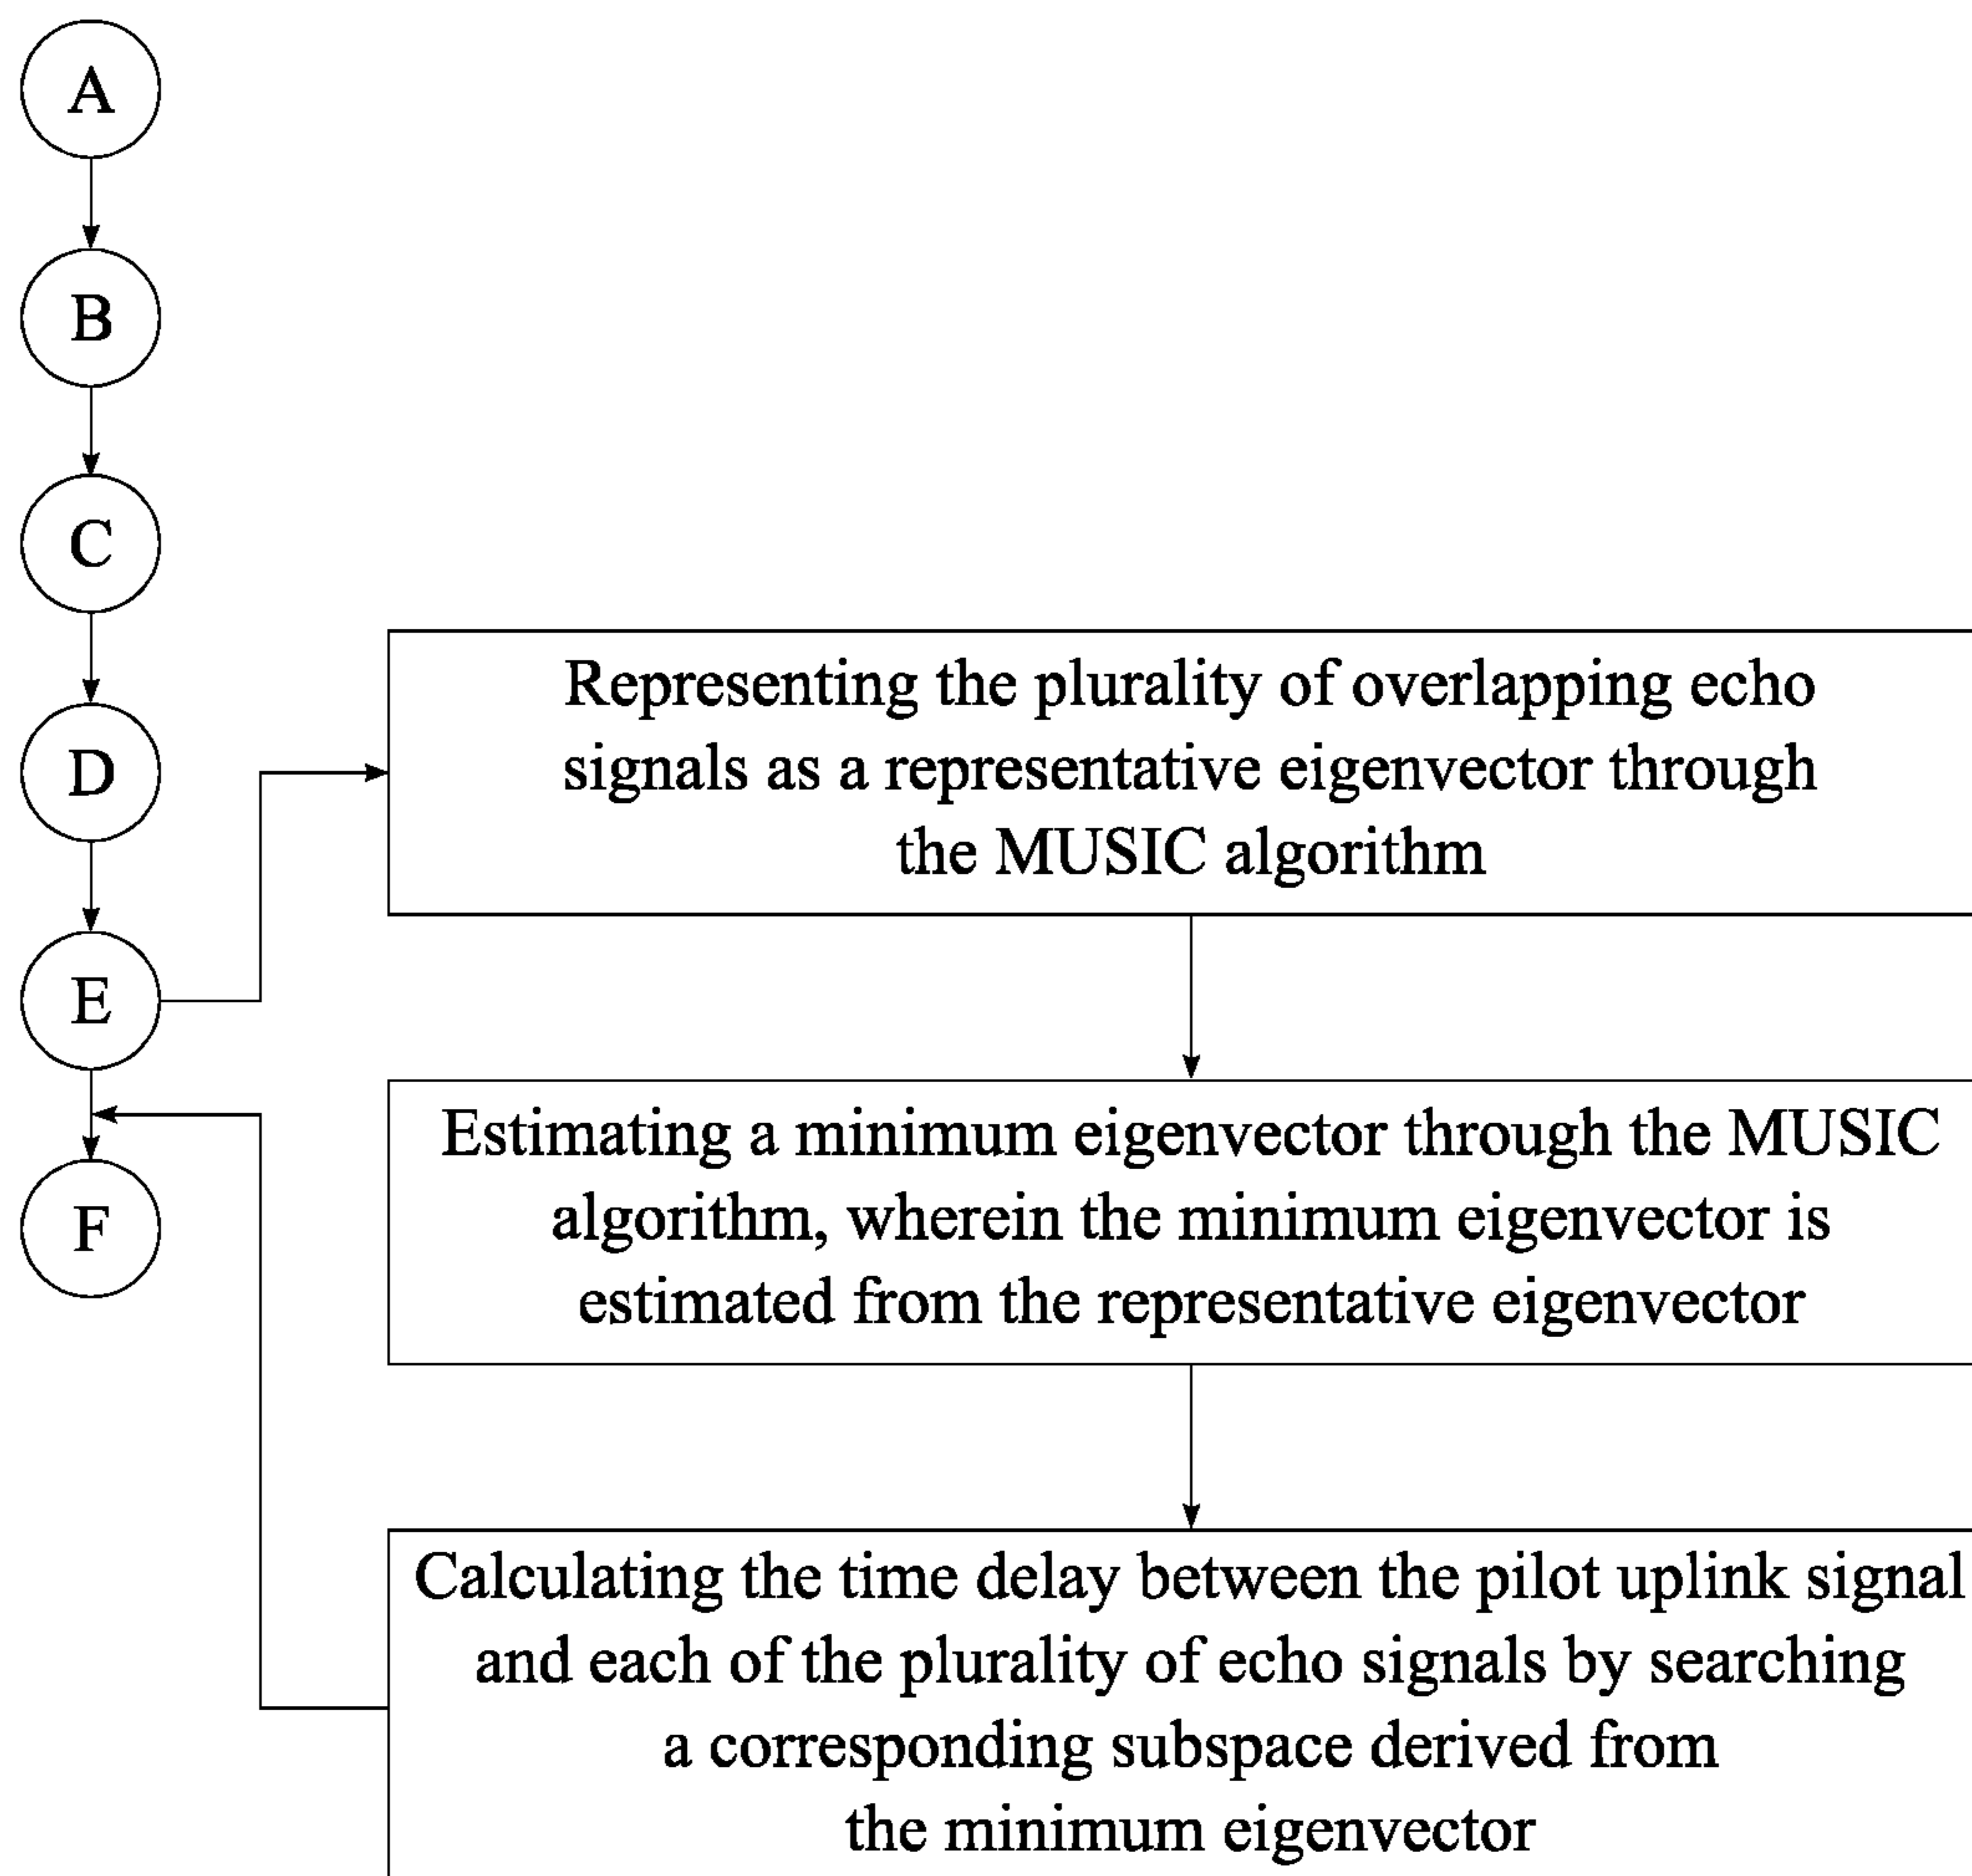 A
B
C
D
E
F
Representing the plurality of overlapping echo
signals as a representative eigenvector through
the MUSIC algorithm
Estimating a minimum eigenvector through the MUSIC
algorithm, wherein the minimum eigenvector is
estimated from the representative eigenvector
Calculating the time delay between the pilot uplink signal
and each of the plurality of echo signals by searching
a corresponding subspace derived from
the minimum eigenvector